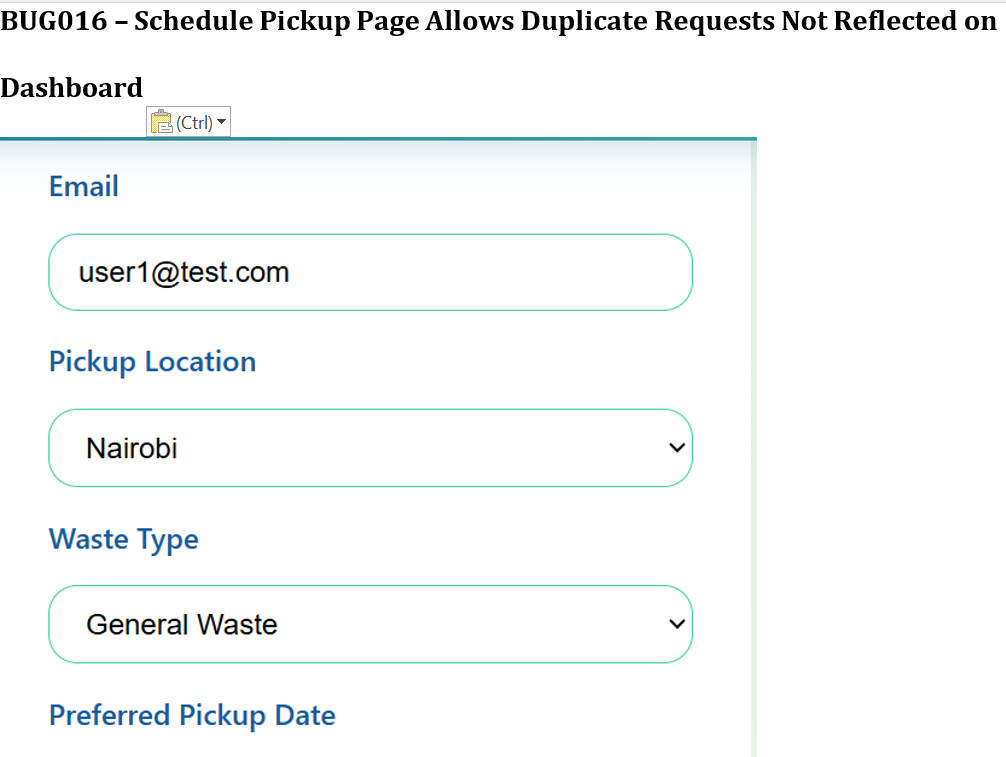 BUG016 – Schedule Pickup Page Allows Duplicate Requests Not Reflected on
Dashboard
(Ctrl)
Email
user1@test.com
Pickup Location
Nairobi
Waste Type
General Waste
Preferred Pickup Date